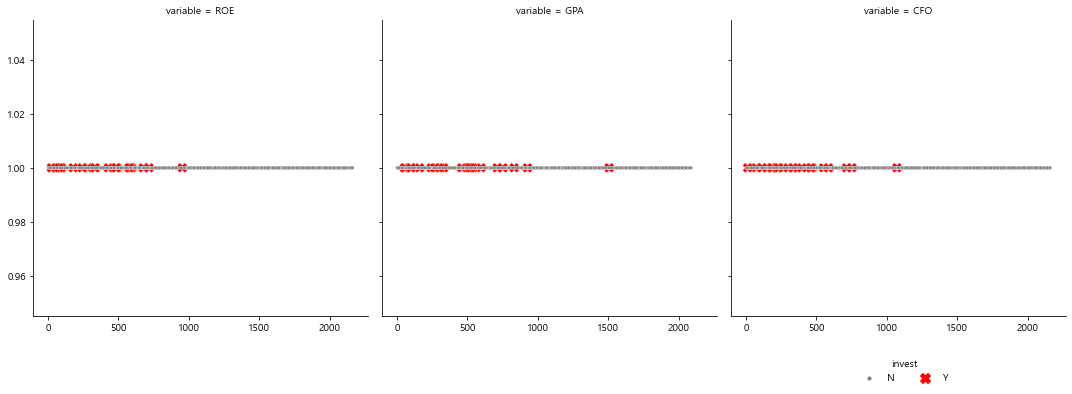 variable = ROE
variable = GPA
variable = CFO
1.04
1.02
1.00
0.98
0.96
0 500 1000 1500 2000
0 500 1000 1500 2000
0 500 1000 1500 2000
invest
N Y